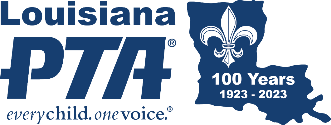 Louisiana
PTA®
everychild. onevoice.®
100 Years
1923 - 2023